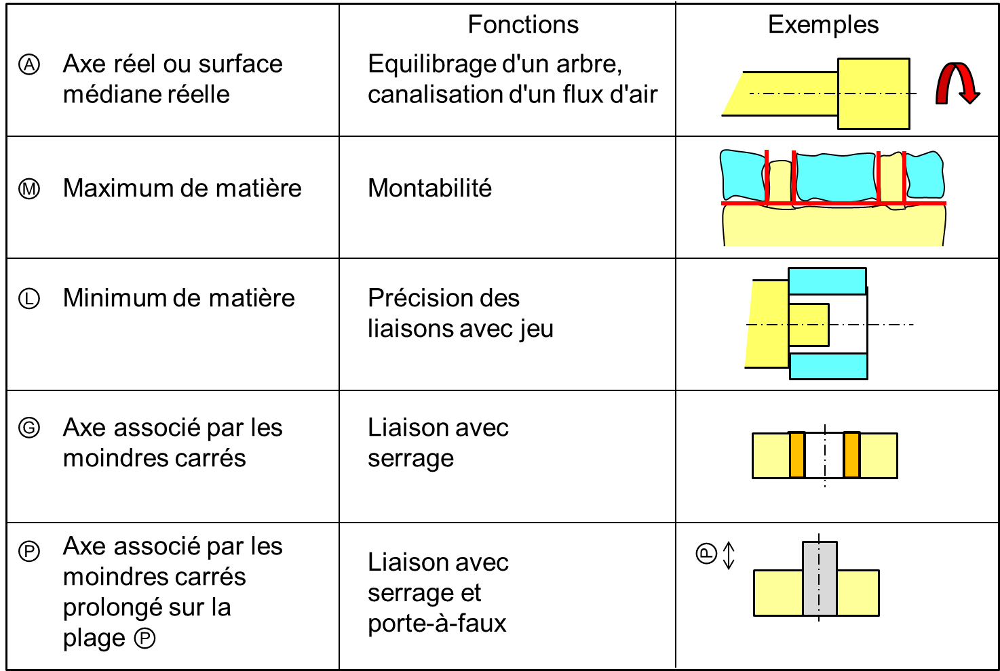 Fonctions
Exemples
Ⓐ Axe réel ou surface
médiane réelle
Equilibrage d'un arbre,
canalisation d'un flux d'air
Ⓜ Maximum de matière
Montabilité
Ⓛ Minimum de matière
Précision des
liaisons avec jeu
Ⓖ Axe associé par les
moindres carrés
Liaison avec
serrage
Ⓟ Axe associé par les
moindres carrés
prolongé sur la
plage Ⓟ
Liaison avec
serrage et
porte-à-faux
Ⓟ